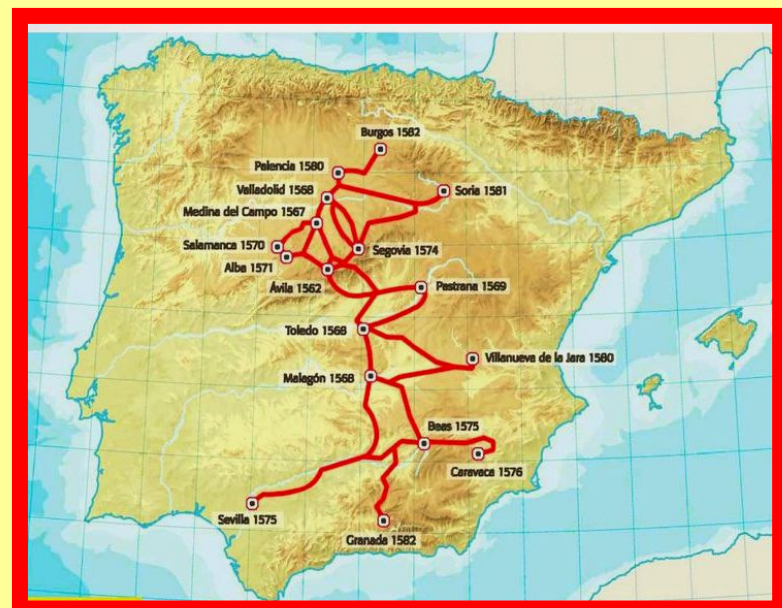 Burgos 1582
Palencia 1580
Valladolid 1568
Soria 1581
Medina del Campo 1567
Salamanca 1570
Segovia 1574
Alba 1571
Ávila 1562
Pastrana 1569
Toledo 1568
Villanueva de la Jara 1580
Malagón 1568
Beas 1575
Caravaca 1576
Sevilla 1575
Granada 1582